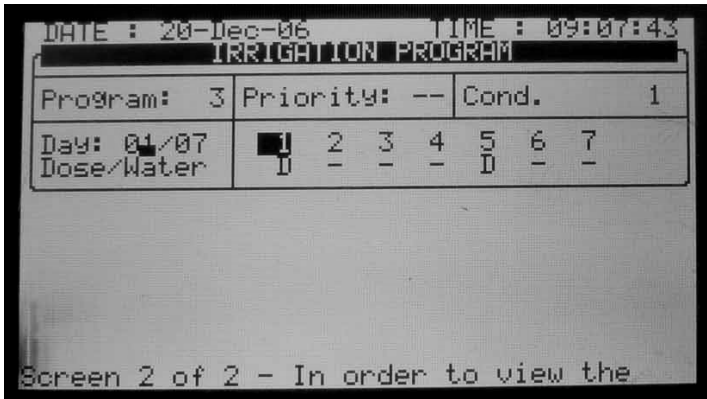 DATE : 20-Dec-06 TIME : 09:07:43
IRRIGATION PROGRAM
Program: 3 Priority: -- Cond. 1
Day: 01/07 1 2 3 4 5 6 7
Dose/Water D - - - D - -
Screen 2 of 2 - In order to view the